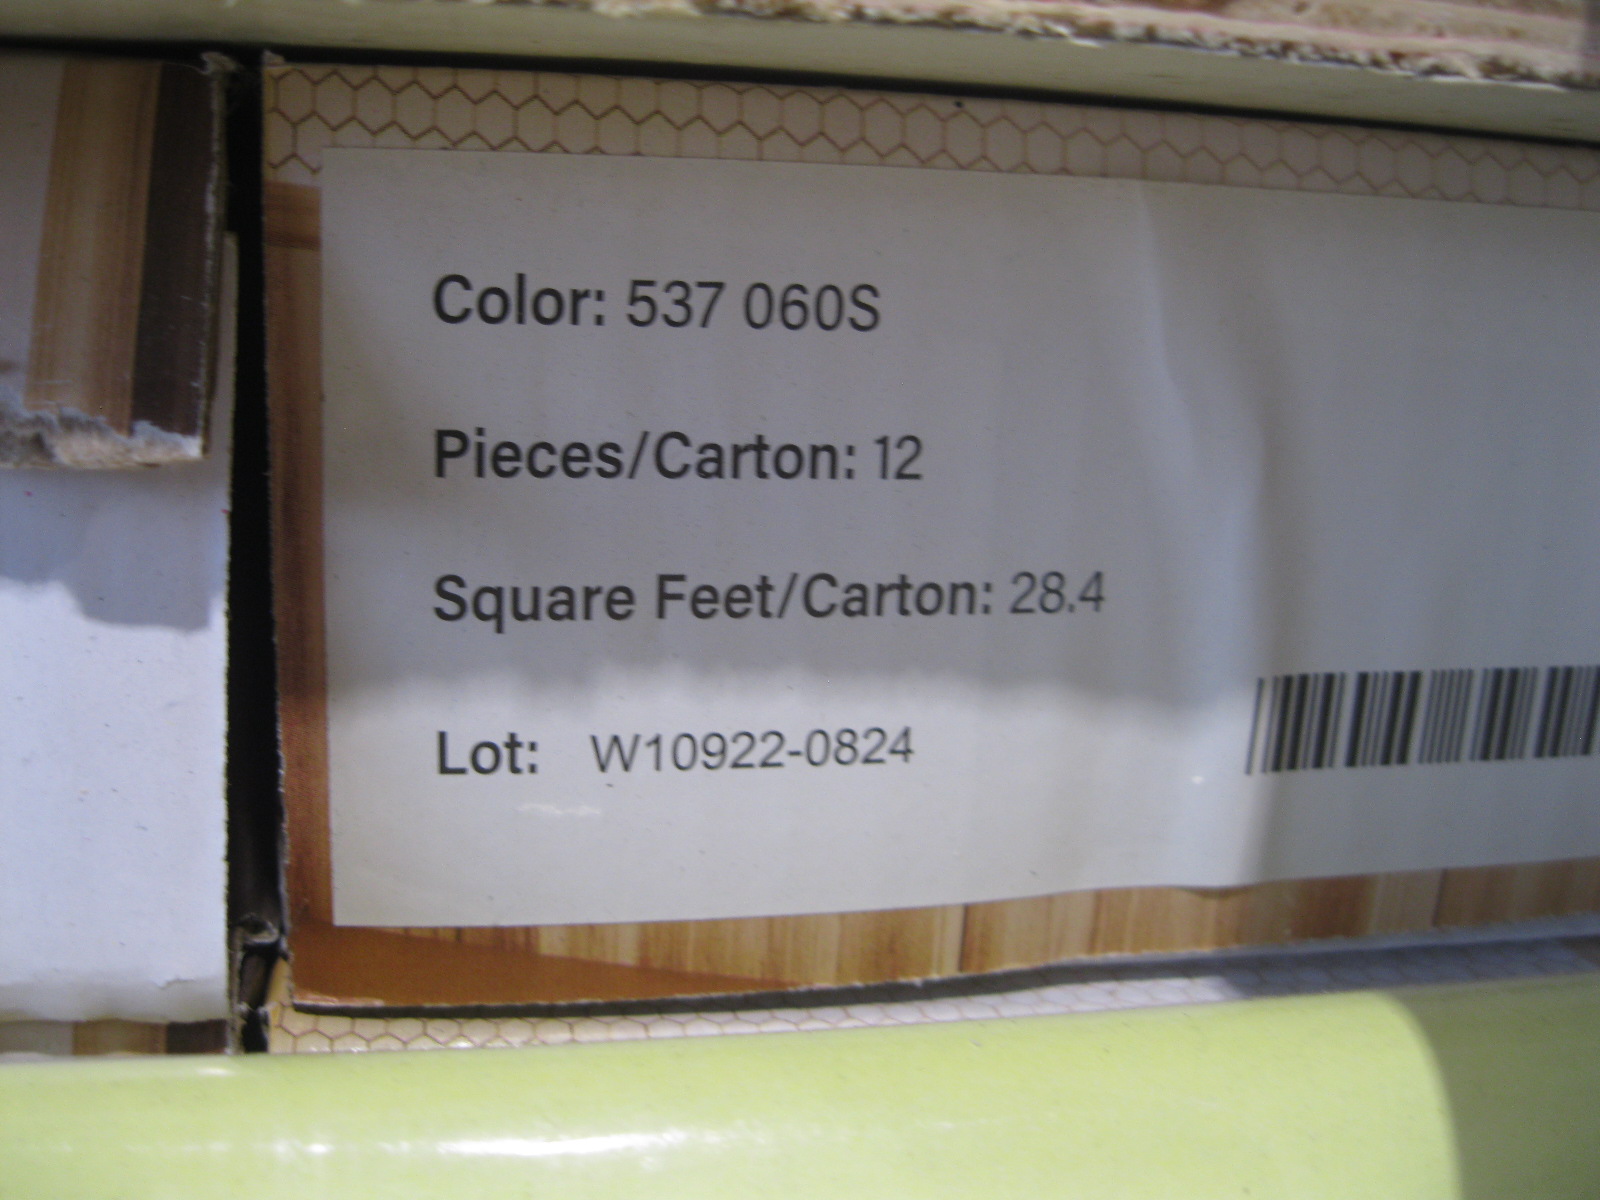 Color: 537 060S
Pieces/Carton: 12
Square Feet/Carton: 28.4
Lot: W10922-0824